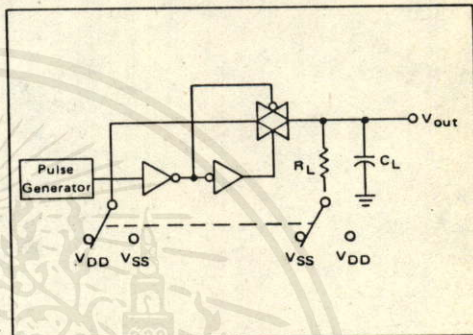 Vout
RL
CL
Pulse
Generator
VDD
VSS
VSS
VDD